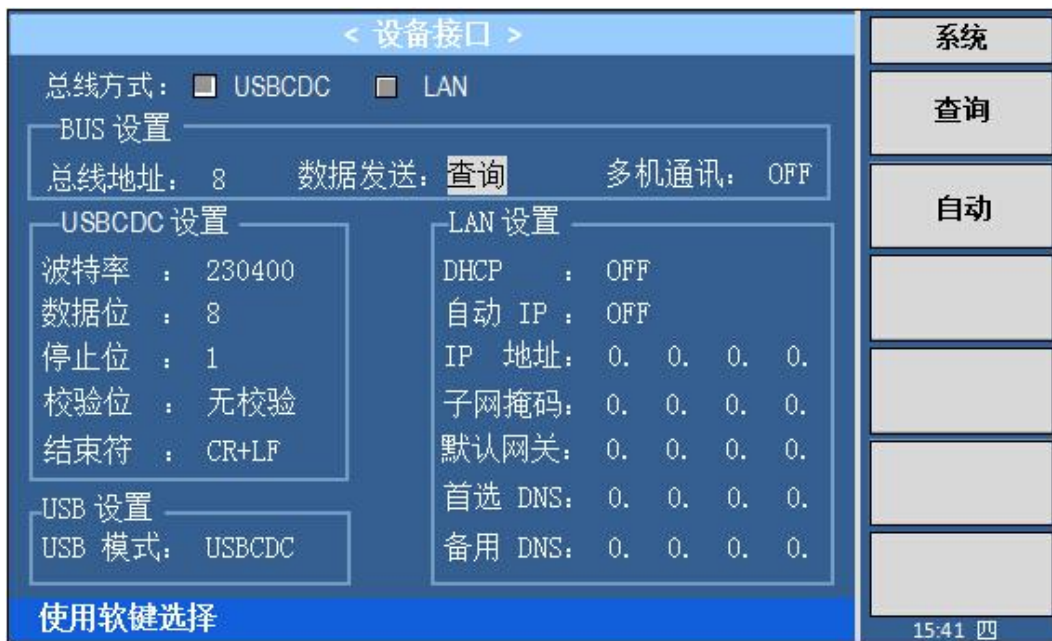 < 设备接口 >
总线方式： USBCDC LAN
BUS 设置
总线地址： 8 数据发送：查询 多机通讯： OFF
USBCDC 设置
波特率 ： 230400
数据位 ： 8
停止位 ： 1
校验位 ： 无校验
结束符 ： CR+LF
USB 设置
USB 模式： USBCDC
LAN 设置
DHCP ： OFF
自动 IP ： OFF
IP 地址： 0. 0. 0. 0.
子网掩码： 0. 0. 0. 0.
默认网关： 0. 0. 0. 0.
首选 DNS： 0. 0. 0. 0.
备用 DNS： 0. 0. 0. 0.
使用软键选择
系统
查询
自动
15:41 四